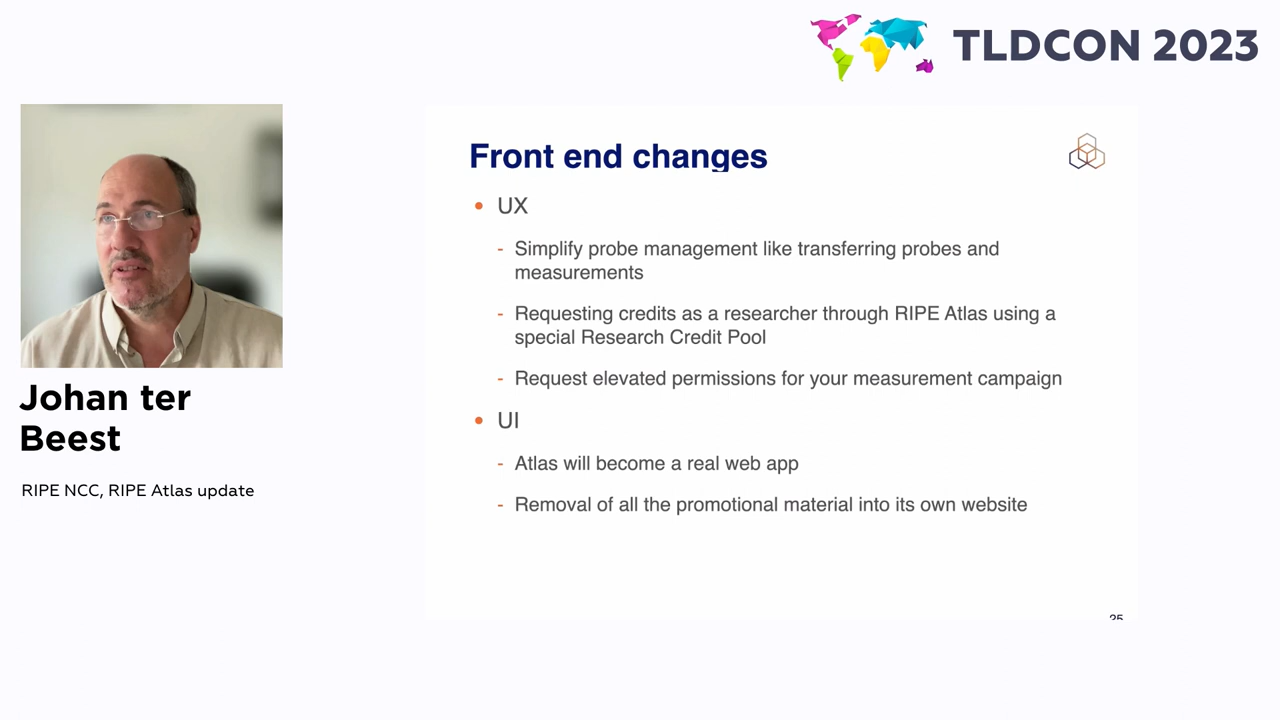 TLDCON 2023
Johan ter
Beest
RIPE NCC, RIPE Atlas update
Front end changes
• UX
- Simplify probe management like transferring probes and
measurements
- Requesting credits as a researcher through RIPE Atlas using a
special Research Credit Pool
- Request elevated permissions for your measurement campaign
• UI
- Atlas will become a real web app
- Removal of all the promotional material into its own website
25